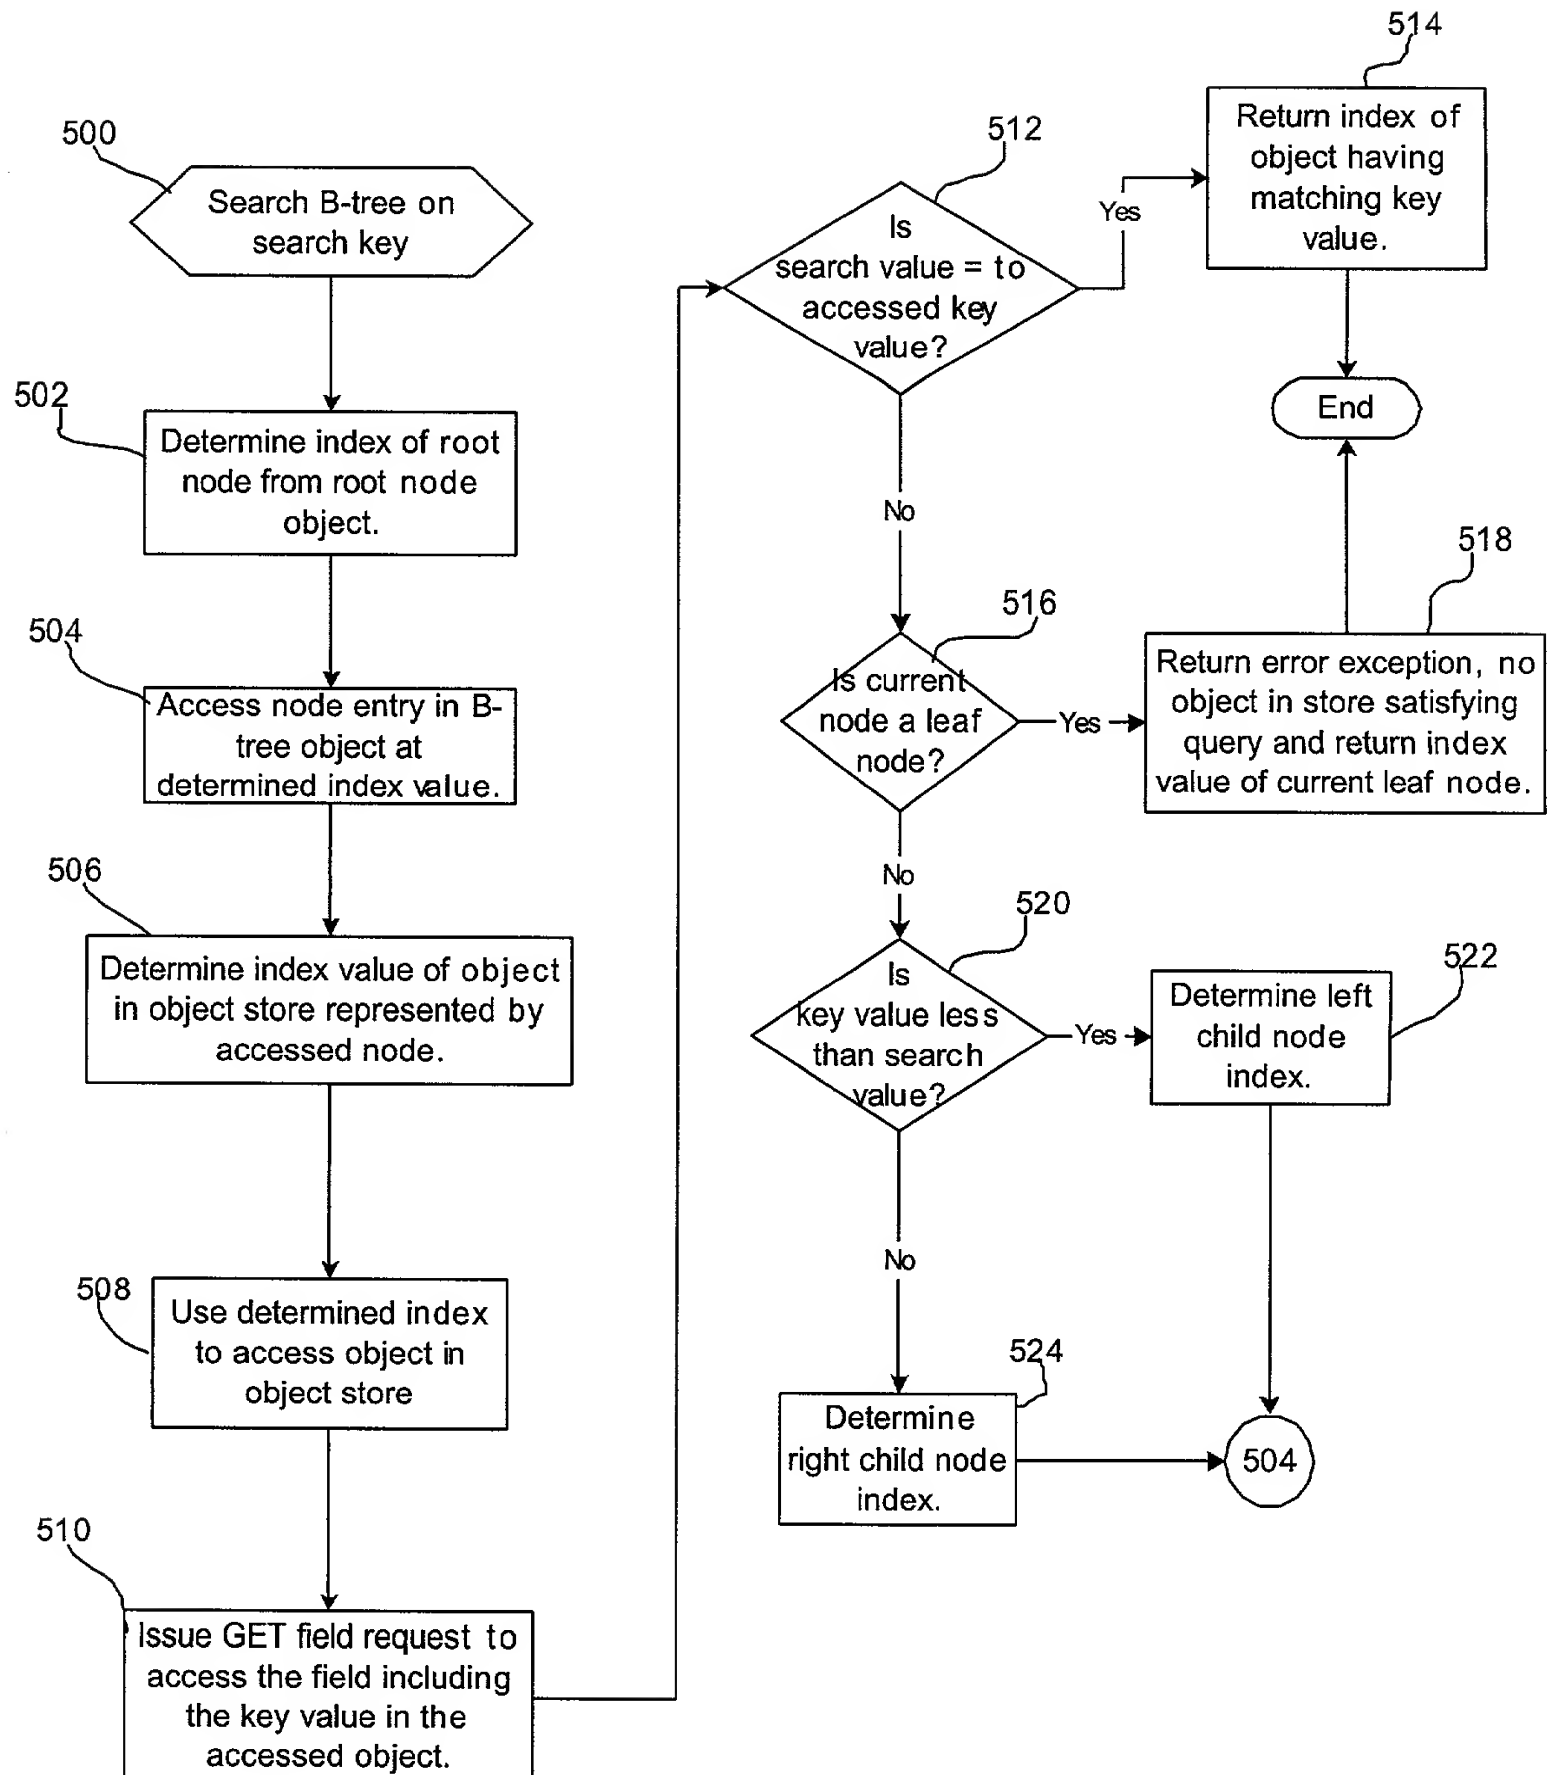 500
Search B-tree on
search key
502
Determine index of root
node from root node
object.
504
Access node entry in B-
tree object at
determined index value.
506
Determine index value of object
in object store represented by
accessed node.
508
Use determined index
to access object in
object store
510
Issue GET field request to
access the field including
the key value in the
accessed object.
512
Is
search value = to
accessed key
value?
Yes
514
Return index of
object having
matching key
value.
End
No
516
Is current
node a leaf
node?
Yes
518
Return error exception, no
object in store satisfying
query and return index
value of current leaf node.
No
520
Is
key value less
than search
value?
Yes
522
Determine left
child node
index.
No
524
Determine
right child node
index.
504